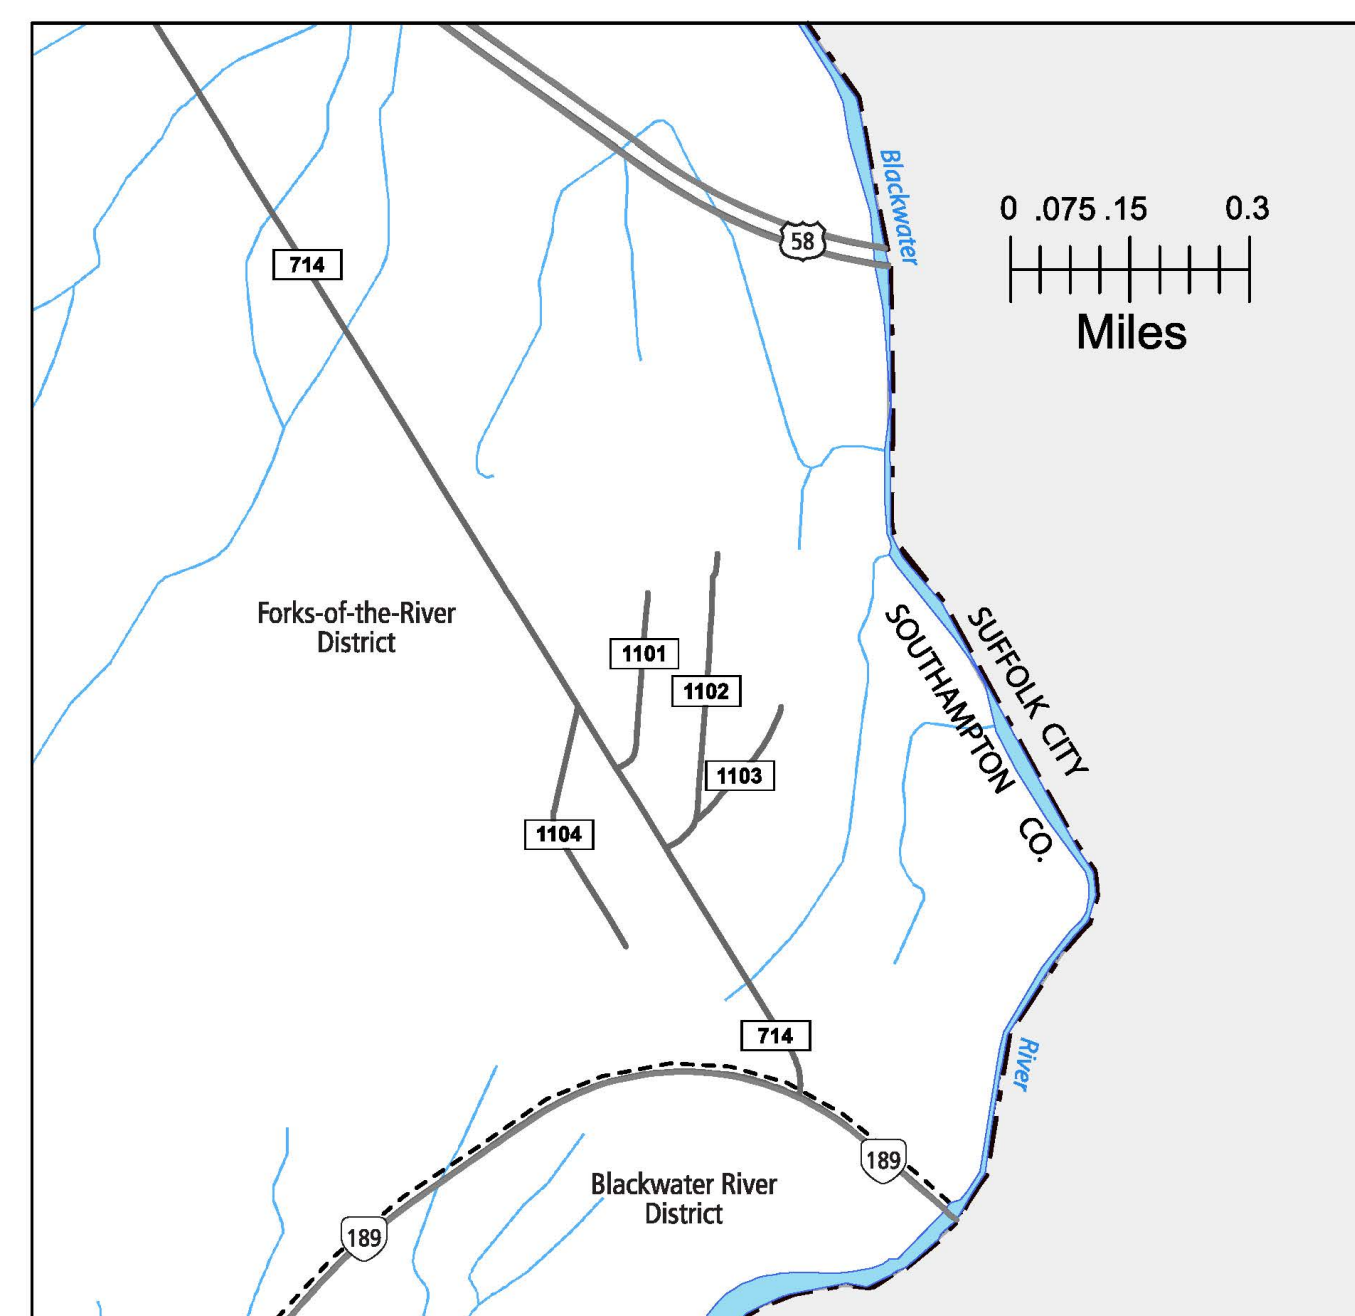 Blackwater
0 .075 .15 0.3
Miles
58
714
Forks-of-the-River
District
SUFFOLK CITY
SOUTHAMPTON CO.
1101
1102
1103
1104
714
River
189
Blackwater River
District
189